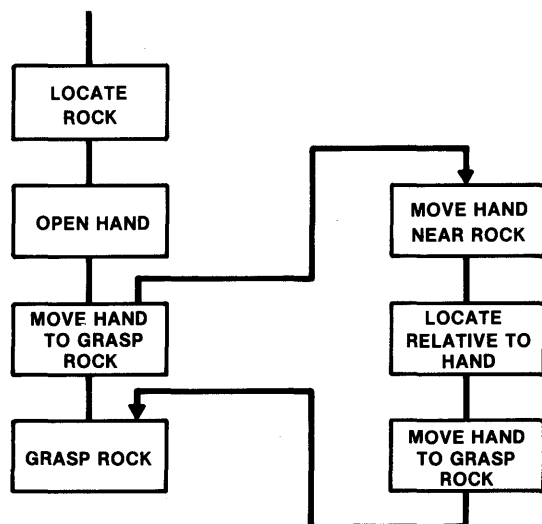 LOCATE
ROCK
OPEN HAND
MOVE HAND
TO GRASP
ROCK
GRASP ROCK
MOVE HAND
NEAR ROCK
LOCATE
RELATIVE TO
HAND
MOVE HAND
TO GRASP
ROCK